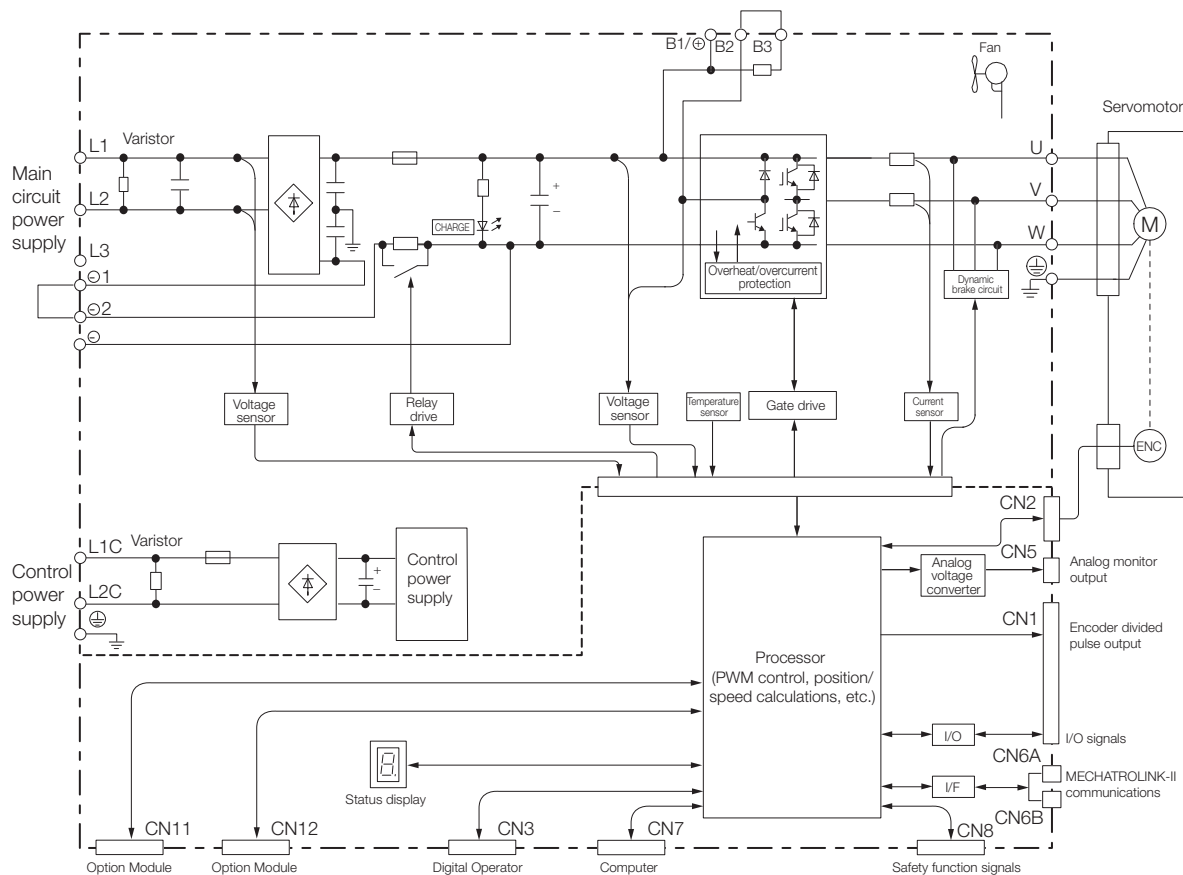 B1/⊕ B2 B3
Fan
Servomotor
Main
circuit
power
supply
L1
Varistor
L2
L3
⊖1
⊖2
⊖
CHARGE
+
−
Overheat/overcurrent
protection
U
V
W
M
Dynamic
brake circuit
Voltage
sensor
Relay
drive
Voltage
sensor
Temperature
sensor
Gate drive
Current
sensor
ENC
Control
power
supply
L1C
Varistor
L2C
+
−
Control
power
supply
CN2
CN5
Analog
voltage
converter
Analog monitor
output
CN1
Encoder divided
pulse output
Processor
(PWM control, position/
speed calculations, etc.)
I/O
I/O signals
CN6A
I/F
MECHATROLINK-II
communications
CN6B
8.
Status display
CN11
Option Module
CN12
Option Module
CN3
Digital Operator
CN7
Computer
CN8
Safety function signals